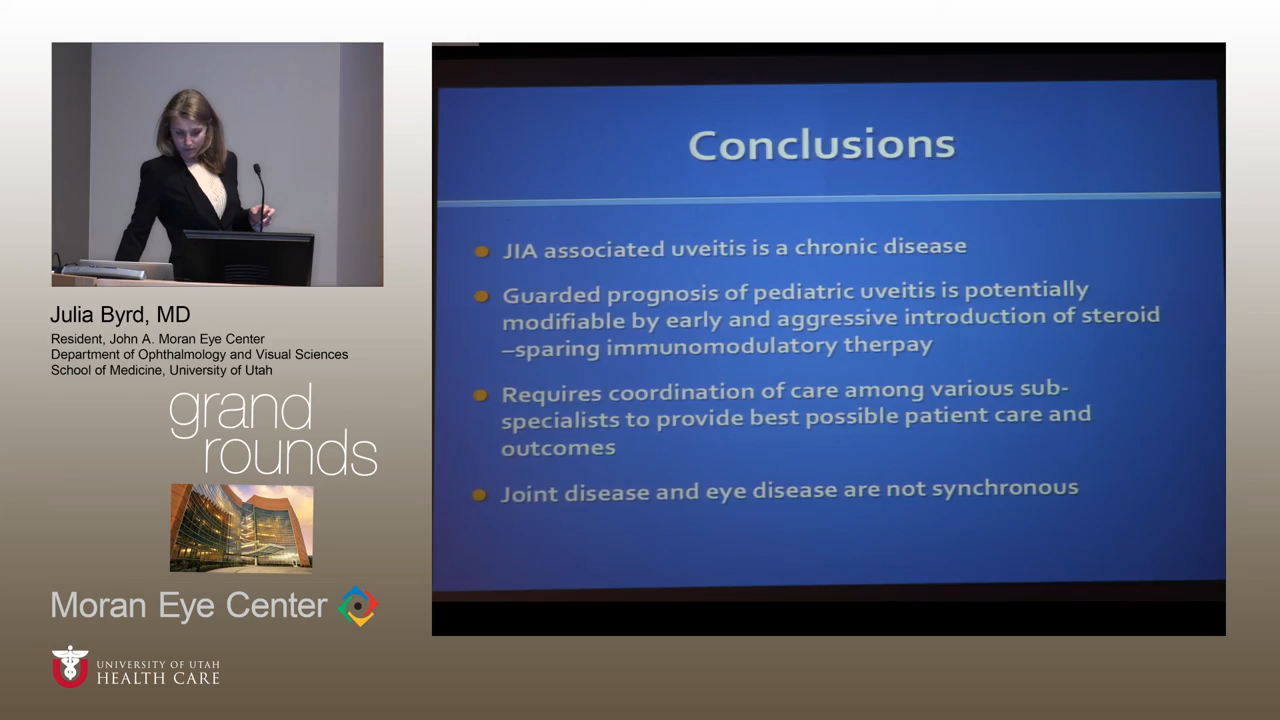 Conclusions
JIA associated uveitis is a chronic disease
Guarded prognosis of pediatric uveitis is potentially
modifiable by early and aggressive introduction of steroid
–sparing immunomodulatory therpay
Requires coordination of care among various sub-
specialists to provide best possible patient care and
outcomes
Joint disease and eye disease are not synchronous
Julia Byrd, MD
Resident, John A. Moran Eye Center
Department of Ophthalmology and Visual Sciences
School of Medicine, University of Utah
grand
rounds
Moran Eye Center
UNIVERSITY OF UTAH
HEALTH CARE